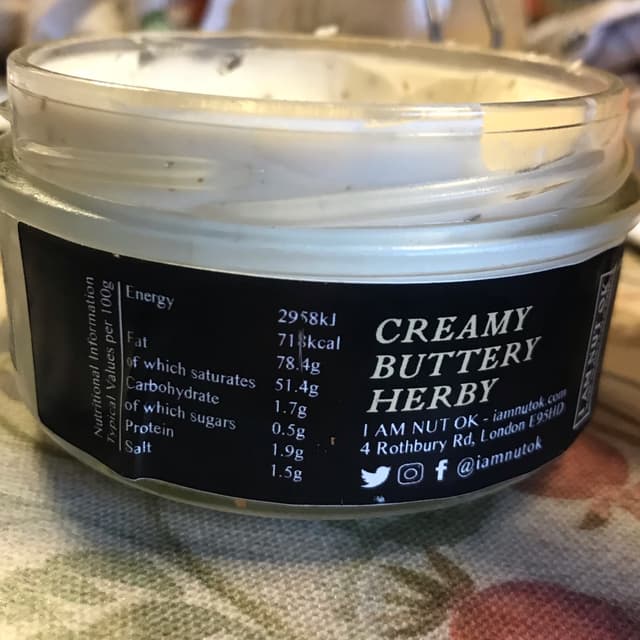 Nutritional Information
Typical Values per 100g
Energy 2958kJ
718kcal
Fat 78.4g
of which saturates 51.4g
Carbohydrate 1.7g
of which sugars 0.5g
Protein 1.9g
Salt 1.5g
CREAMY
BUTTERY
HERBY
I AM NUT OK - iamnutok.com
4 Rothbury Rd, London E95HD
@iamnutok
I AM NUT OK